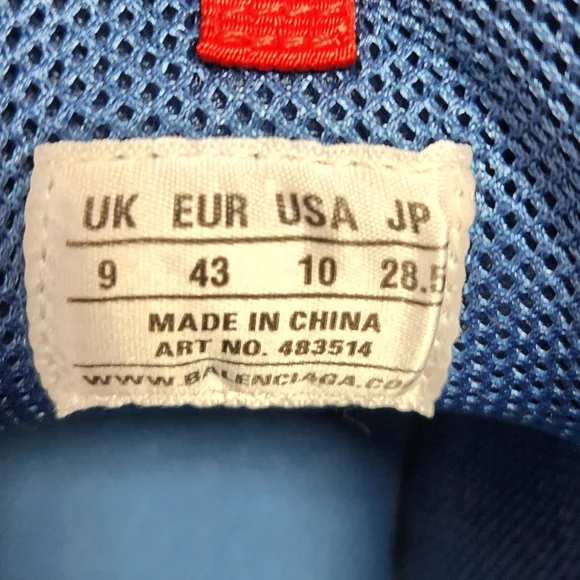 UK EUR USA JP
9 43 10 28.5
MADE IN CHINA
ART NO. 483514
WWW.BALENCIAGA.CO